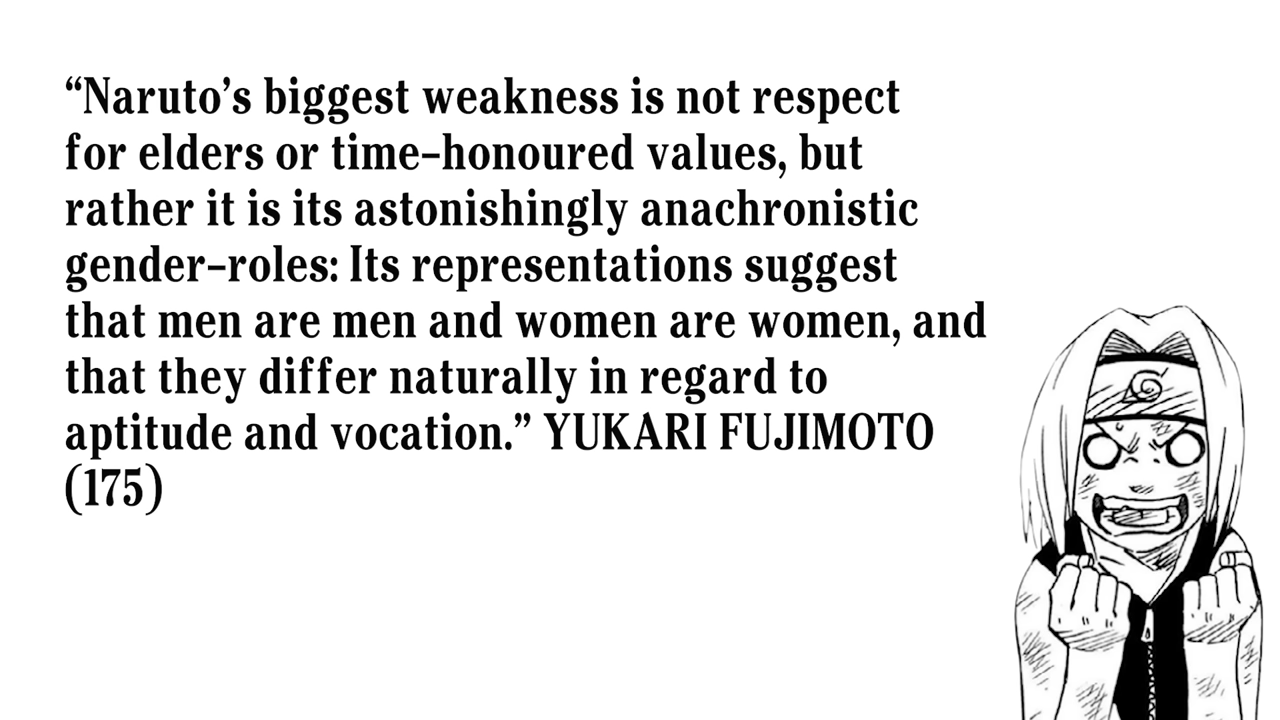 “Naruto’s biggest weakness is not respect
for elders or time-honoured values, but
rather it is its astonishingly anachronistic
gender-roles: Its representations suggest
that men are men and women are women, and
that they differ naturally in regard to
aptitude and vocation.” YUKARI FUJIMOTO
(175)